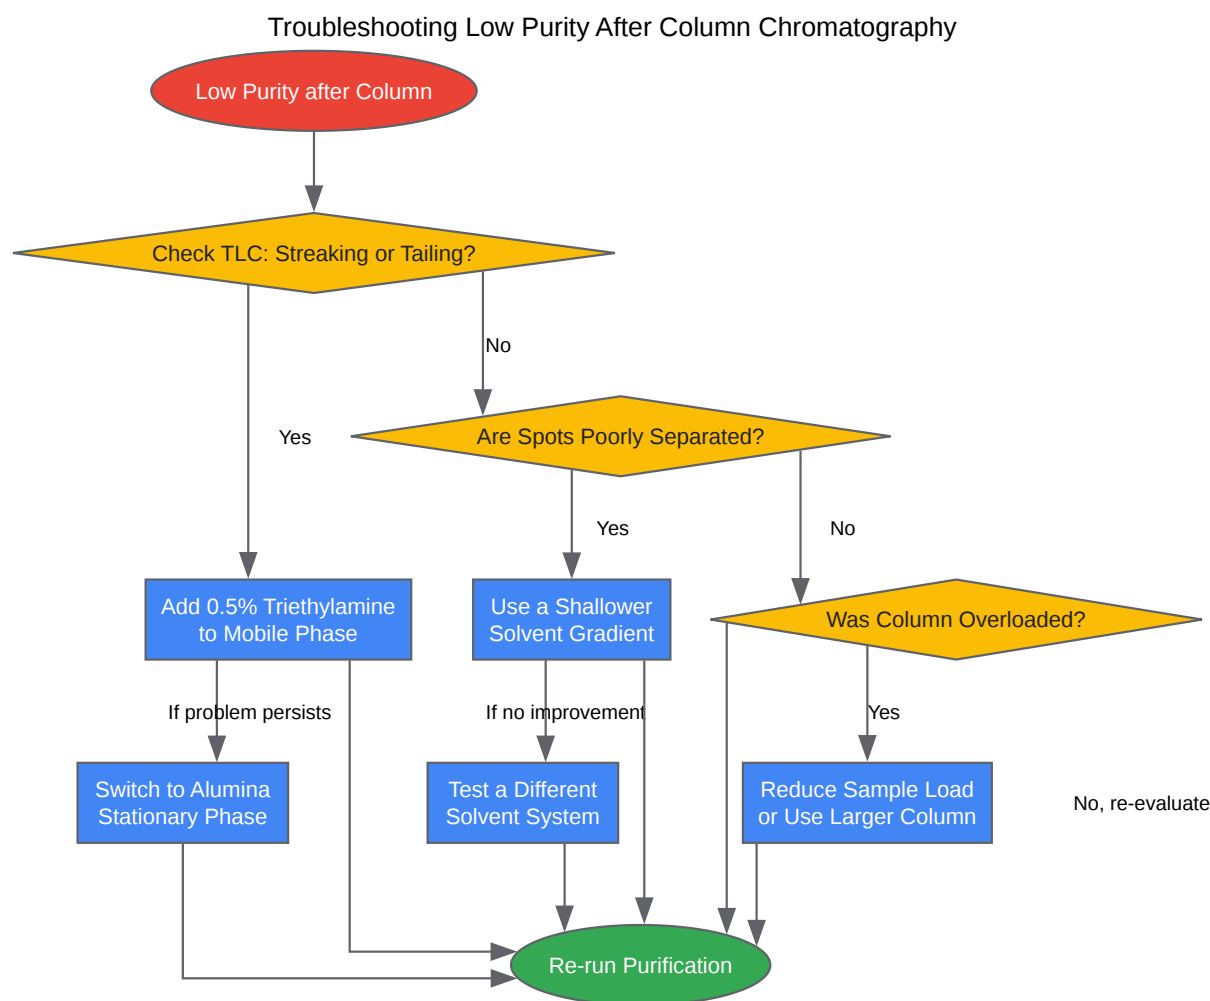 Troubleshooting Low Purity After Column Chromatography
Low Purity after Column
Check TLC: Streaking or Tailing?
No
Yes
Are Spots Poorly Separated?
Yes
No
Add 0.5% Triethylamine
to Mobile Phase
Use a Shallower
Solvent Gradient
Was Column Overloaded?
If problem persists
If no improvement
Yes
Switch to Alumina
Stationary Phase
Test a Different
Solvent System
Reduce Sample Load
or Use Larger Column
No, re-evaluate
Re-run Purification